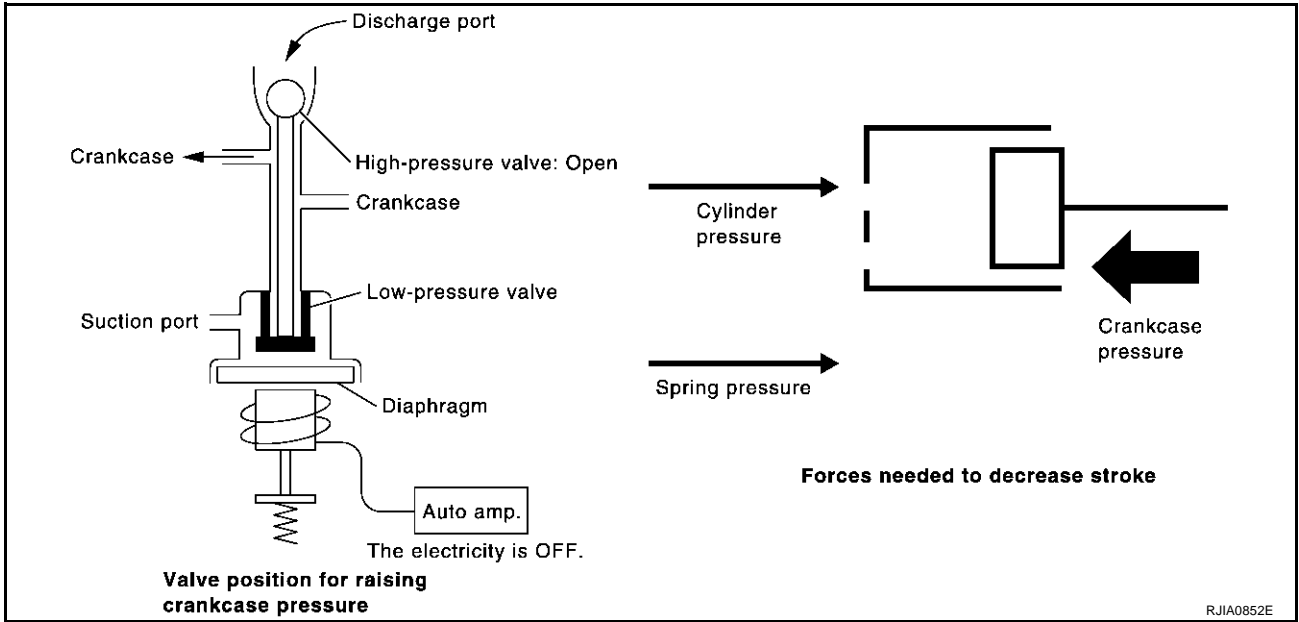 Discharge port
Crankcase
High-pressure valve: Open
Crankcase
Low-pressure valve
Suction port
Diaphragm
Auto amp.
The electricity is OFF.
Valve position for raising
crankcase pressure
Cylinder
pressure
Crankcase
pressure
Spring pressure
Forces needed to decrease stroke
RJIA0852E